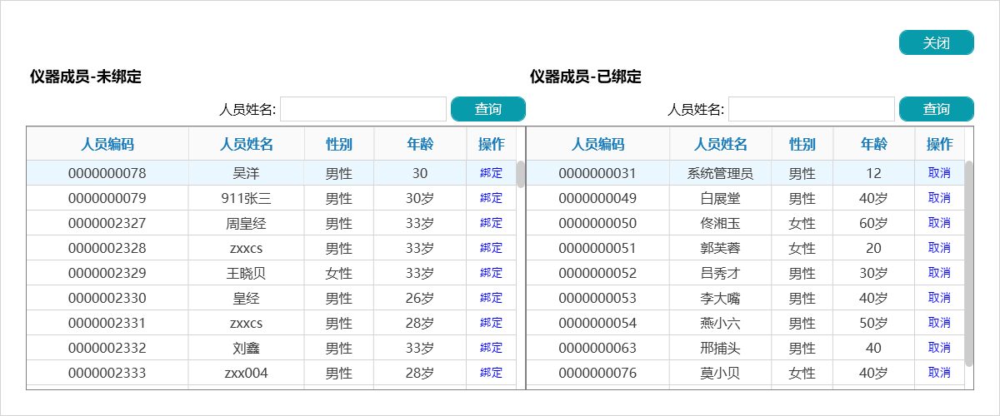 关闭
仪器成员-未绑定
人员姓名: 查询
人员编码 人员姓名 性别 年龄 操作
0000000078 吴洋 男性 30 绑定
0000000079 911张三 男性 30岁 绑定
0000002327 周皇经 男性 33岁 绑定
0000002328 zxxcs 男性 33岁 绑定
0000002329 王晓贝 女性 33岁 绑定
0000002330 皇经 男性 26岁 绑定
0000002331 zxxcs 男性 28岁 绑定
0000002332 刘鑫 男性 33岁 绑定
0000002333 zxx004 男性 28岁 绑定
仪器成员-已绑定
人员姓名: 查询
人员编码 人员姓名 性别 年龄 操作
0000000031 系统管理员 男性 12 取消
0000000049 白展堂 男性 40岁 取消
0000000050 佟湘玉 女性 60岁 取消
0000000051 郭芙蓉 女性 20 取消
0000000052 吕秀才 男性 30岁 取消
0000000053 李大嘴 男性 40岁 取消
0000000054 燕小六 男性 50岁 取消
0000000063 邢捕头 男性 40 取消
0000000076 莫小贝 女性 40岁 取消